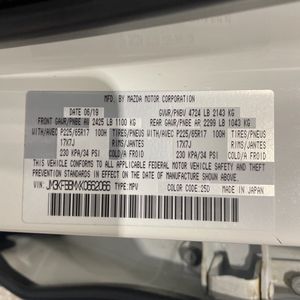 MFD. BY MAZDA MOTOR CORPORATION
DATE 06/19 GVWR/PNBV 4724 LB 2143 KG
FRONT GAWR/PNBE AV 2425 LB 1100 KG REAR GAWR/PNBE AR 2299 LB 1043 KG
WITH/AVEC P225/65R17 100H TIRES/PNEUS WITH/AVEC P225/65R17 100H TIRES/PNEUS
17X7J RIMS/JANTES 17X7J RIMS/JANTES
230 KPA/34 PSI COLD/A FROID 230 KPA/34 PSI COLD/A FROID
THIS VEHICLE CONFORMS TO ALL APPLICABLE FEDERAL MOTOR VEHICLE SAFETY
AND THEFT PREVENTION STANDARDS IN EFFECT ON THE DATE OF MANUFACTURE
TYPE:MPV COLOR CODE:25D MADE IN JAPAN